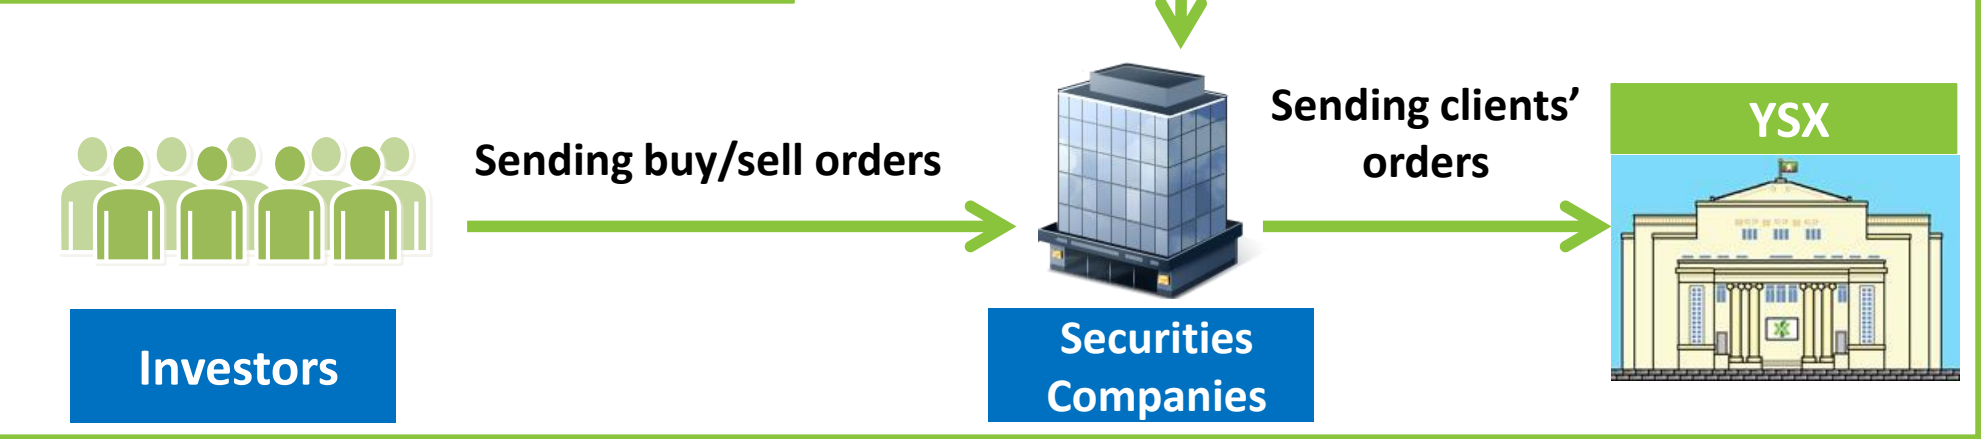 Sending buy/sell orders
Sending clients’
orders
YSX
Investors
Securities
Companies